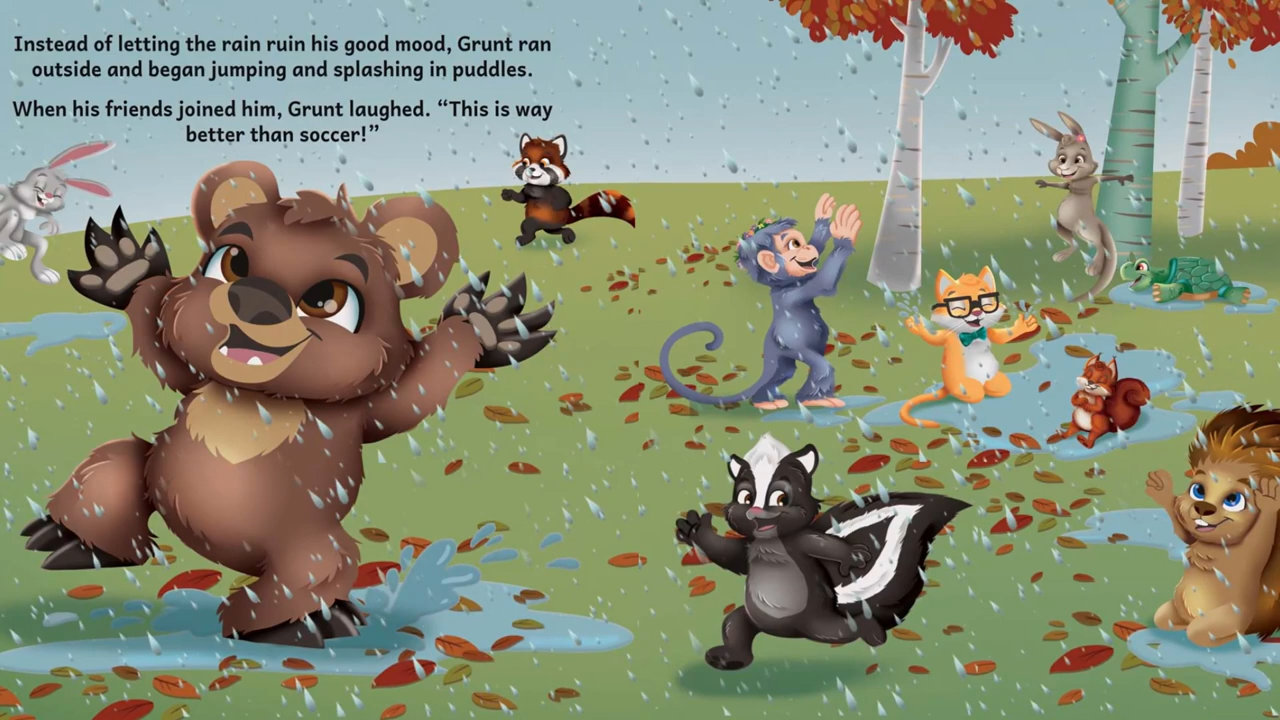 Instead of letting the rain ruin his good mood, Grunt ran
outside and began jumping and splashing in puddles.
When his friends joined him, Grunt laughed. “This is way
better than soccer!”